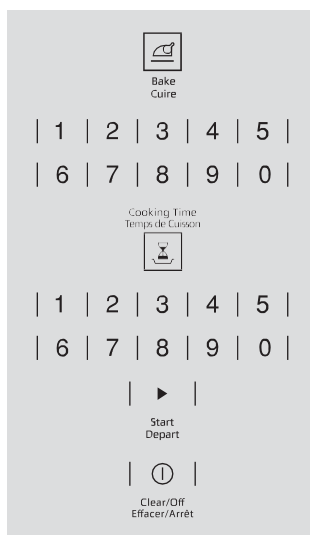 Bake
Cuire
1 2 3 4 5
6 7 8 9 0
Cooking Time
Temps de Cuisson
1 2 3 4 5
6 7 8 9 0
Start
Depart
Clear/Off
Effacer/Arrêt